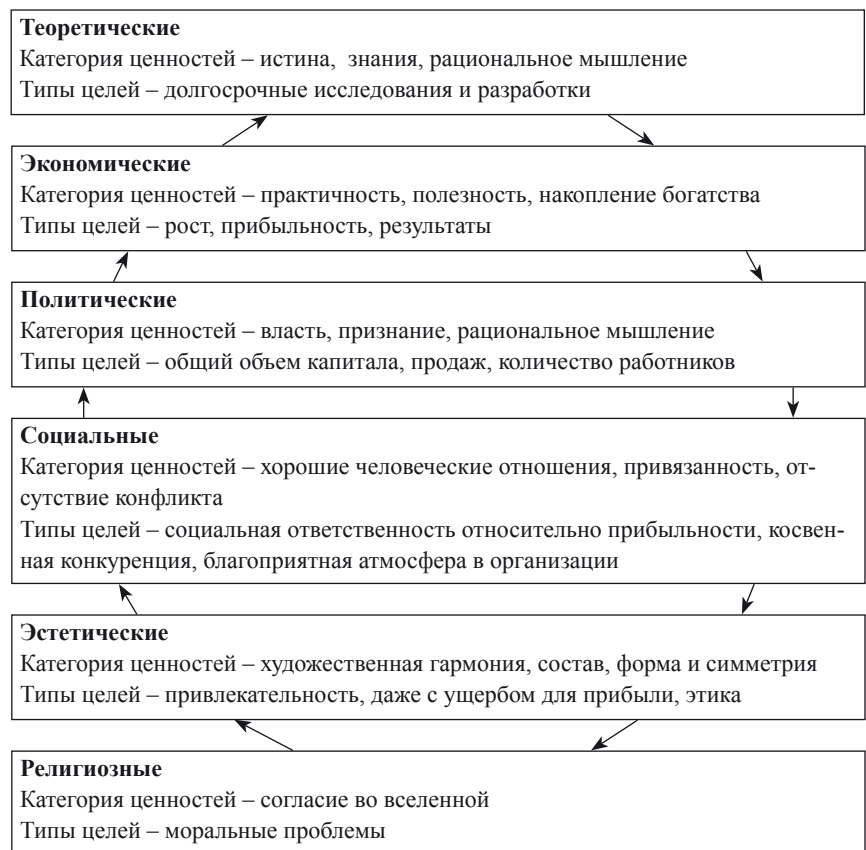 Теоретические
Категория ценностей – истина, знания, рациональное мышление
Типы целей – долгосрочные исследования и разработки
Экономические
Категория ценностей – практичность, полезность, накопление богатства
Типы целей – рост, прибыльность, результаты
Политические
Категория ценностей – власть, признание, рациональное мышление
Типы целей – общий объем капитала, продаж, количество работников
Социальные
Категория ценностей – хорошие человеческие отношения, привязанность, от-
сутствие конфликта
Типы целей – социальная ответственность относительно прибыльности, косвен-
ная конкуренция, благоприятная атмосфера в организации
Эстетические
Категория ценностей – художественная гармония, состав, форма и симметрия
Типы целей – привлекательность, даже с ущербом для прибыли, этика
Религиозные
Категория ценностей – согласие во вселенной
Типы целей – моральные проблемы